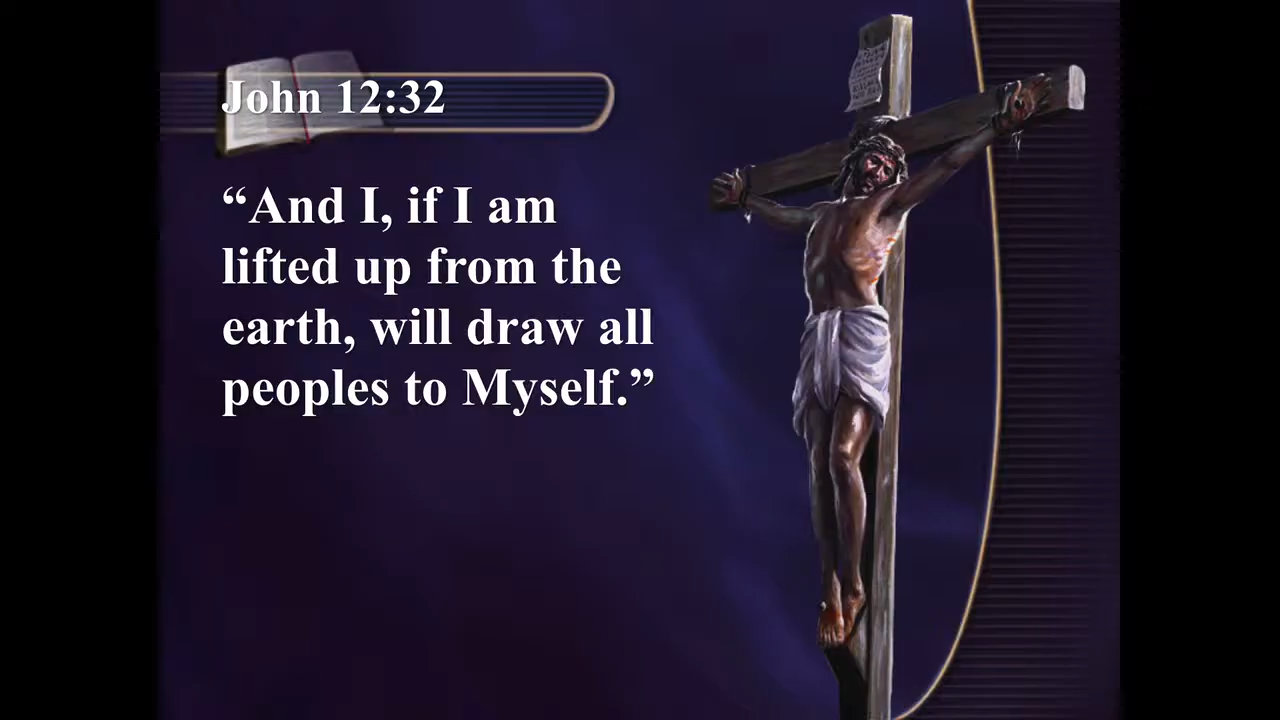 John 12:32
“And I, if I am
lifted up from the
earth, will draw all
peoples to Myself.”